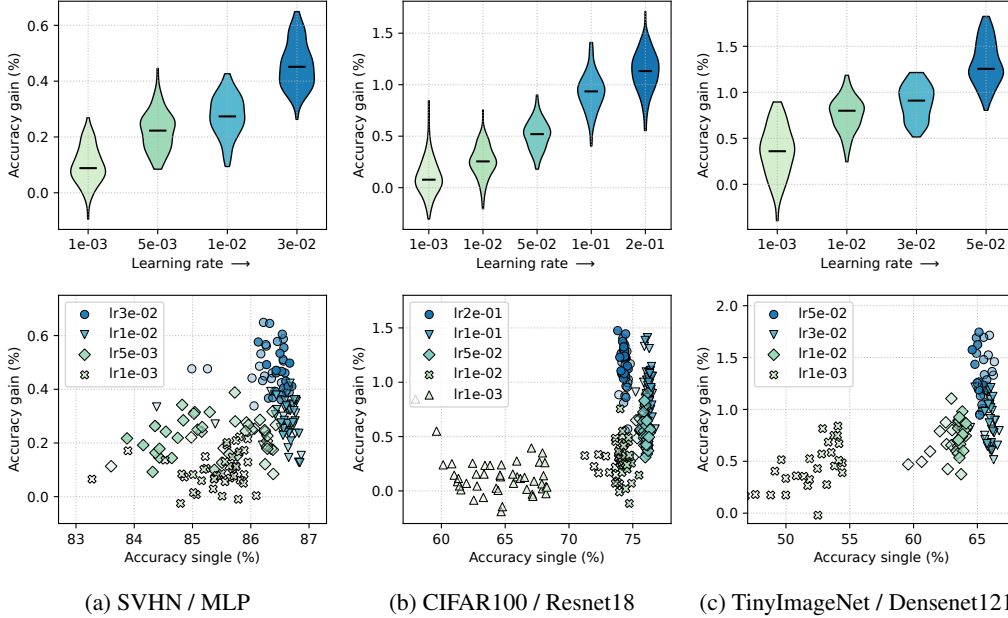 Accuracy gain (%)
0.6
0.4
0.2
0.0
1e-03 5e-03 1e-02 3e-02
Learning rate ⟶
Accuracy gain (%)
1.5
1.0
0.5
0.0
1e-03 1e-02 5e-02 1e-01 2e-01
Learning rate ⟶
Accuracy gain (%)
1.5
1.0
0.5
0.0
1e-03 1e-02 3e-02 5e-02
Learning rate ⟶
Accuracy gain (%)
0.6
0.4
0.2
0.0
lr3e-02
lr1e-02
lr5e-03
lr1e-03
83 84 85 86 87
Accuracy single (%)
Accuracy gain (%)
1.5
1.0
0.5
0.0
lr2e-01
lr1e-01
lr5e-02
lr1e-02
lr1e-03
60 65 70 75
Accuracy single (%)
Accuracy gain (%)
2.0
1.5
1.0
0.5
0.0
lr5e-02
lr3e-02
lr1e-02
lr1e-03
50 55 60 65
Accuracy single (%)
(a) SVHN / MLP
(b) CIFAR100 / Resnet18
(c) TinyImageNet / Densenet121